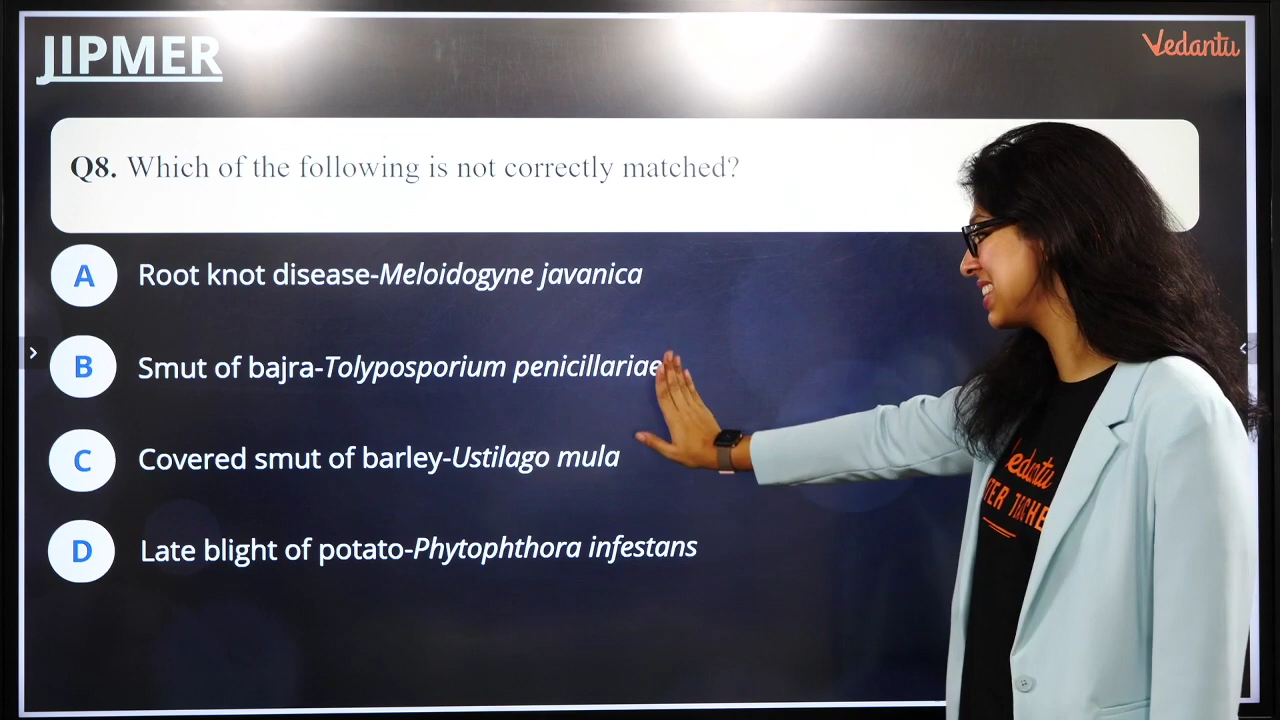 JIPMER
Vedantu
Q8. Which of the following is not correctly matched?
A Root knot disease-Meloidogyne javanica
B Smut of bajra-Tolyposporium penicillariae
C Covered smut of barley-Ustilago mula
D Late blight of potato-Phytophthora infestans